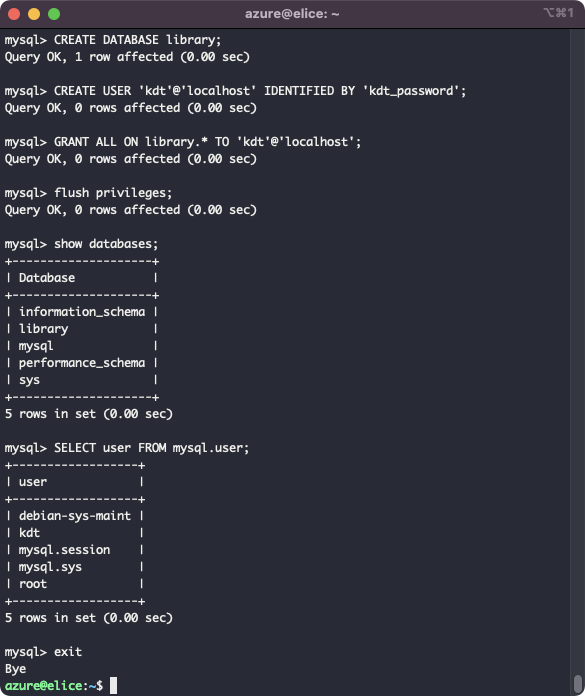 azure@elice: ~
⌥⌘1
mysql> CREATE DATABASE library;
Query OK, 1 row affected (0.00 sec)

mysql> CREATE USER 'kdt'@'localhost' IDENTIFIED BY 'kdt_password';
Query OK, 0 rows affected (0.00 sec)

mysql> GRANT ALL ON library.* TO 'kdt'@'localhost';
Query OK, 0 rows affected (0.00 sec)

mysql> flush privileges;
Query OK, 0 rows affected (0.00 sec)

mysql> show databases;
+--------------------+
| Database           |
+--------------------+
| information_schema |
| library            |
| mysql              |
| performance_schema |
| sys                |
+--------------------+
5 rows in set (0.00 sec)

mysql> SELECT user FROM mysql.user;
+------------------+
| user             |
+------------------+
| debian-sys-maint |
| kdt              |
| mysql.session    |
| mysql.sys        |
| root             |
+------------------+
5 rows in set (0.00 sec)

mysql> exit
Bye
azure@elice:~$